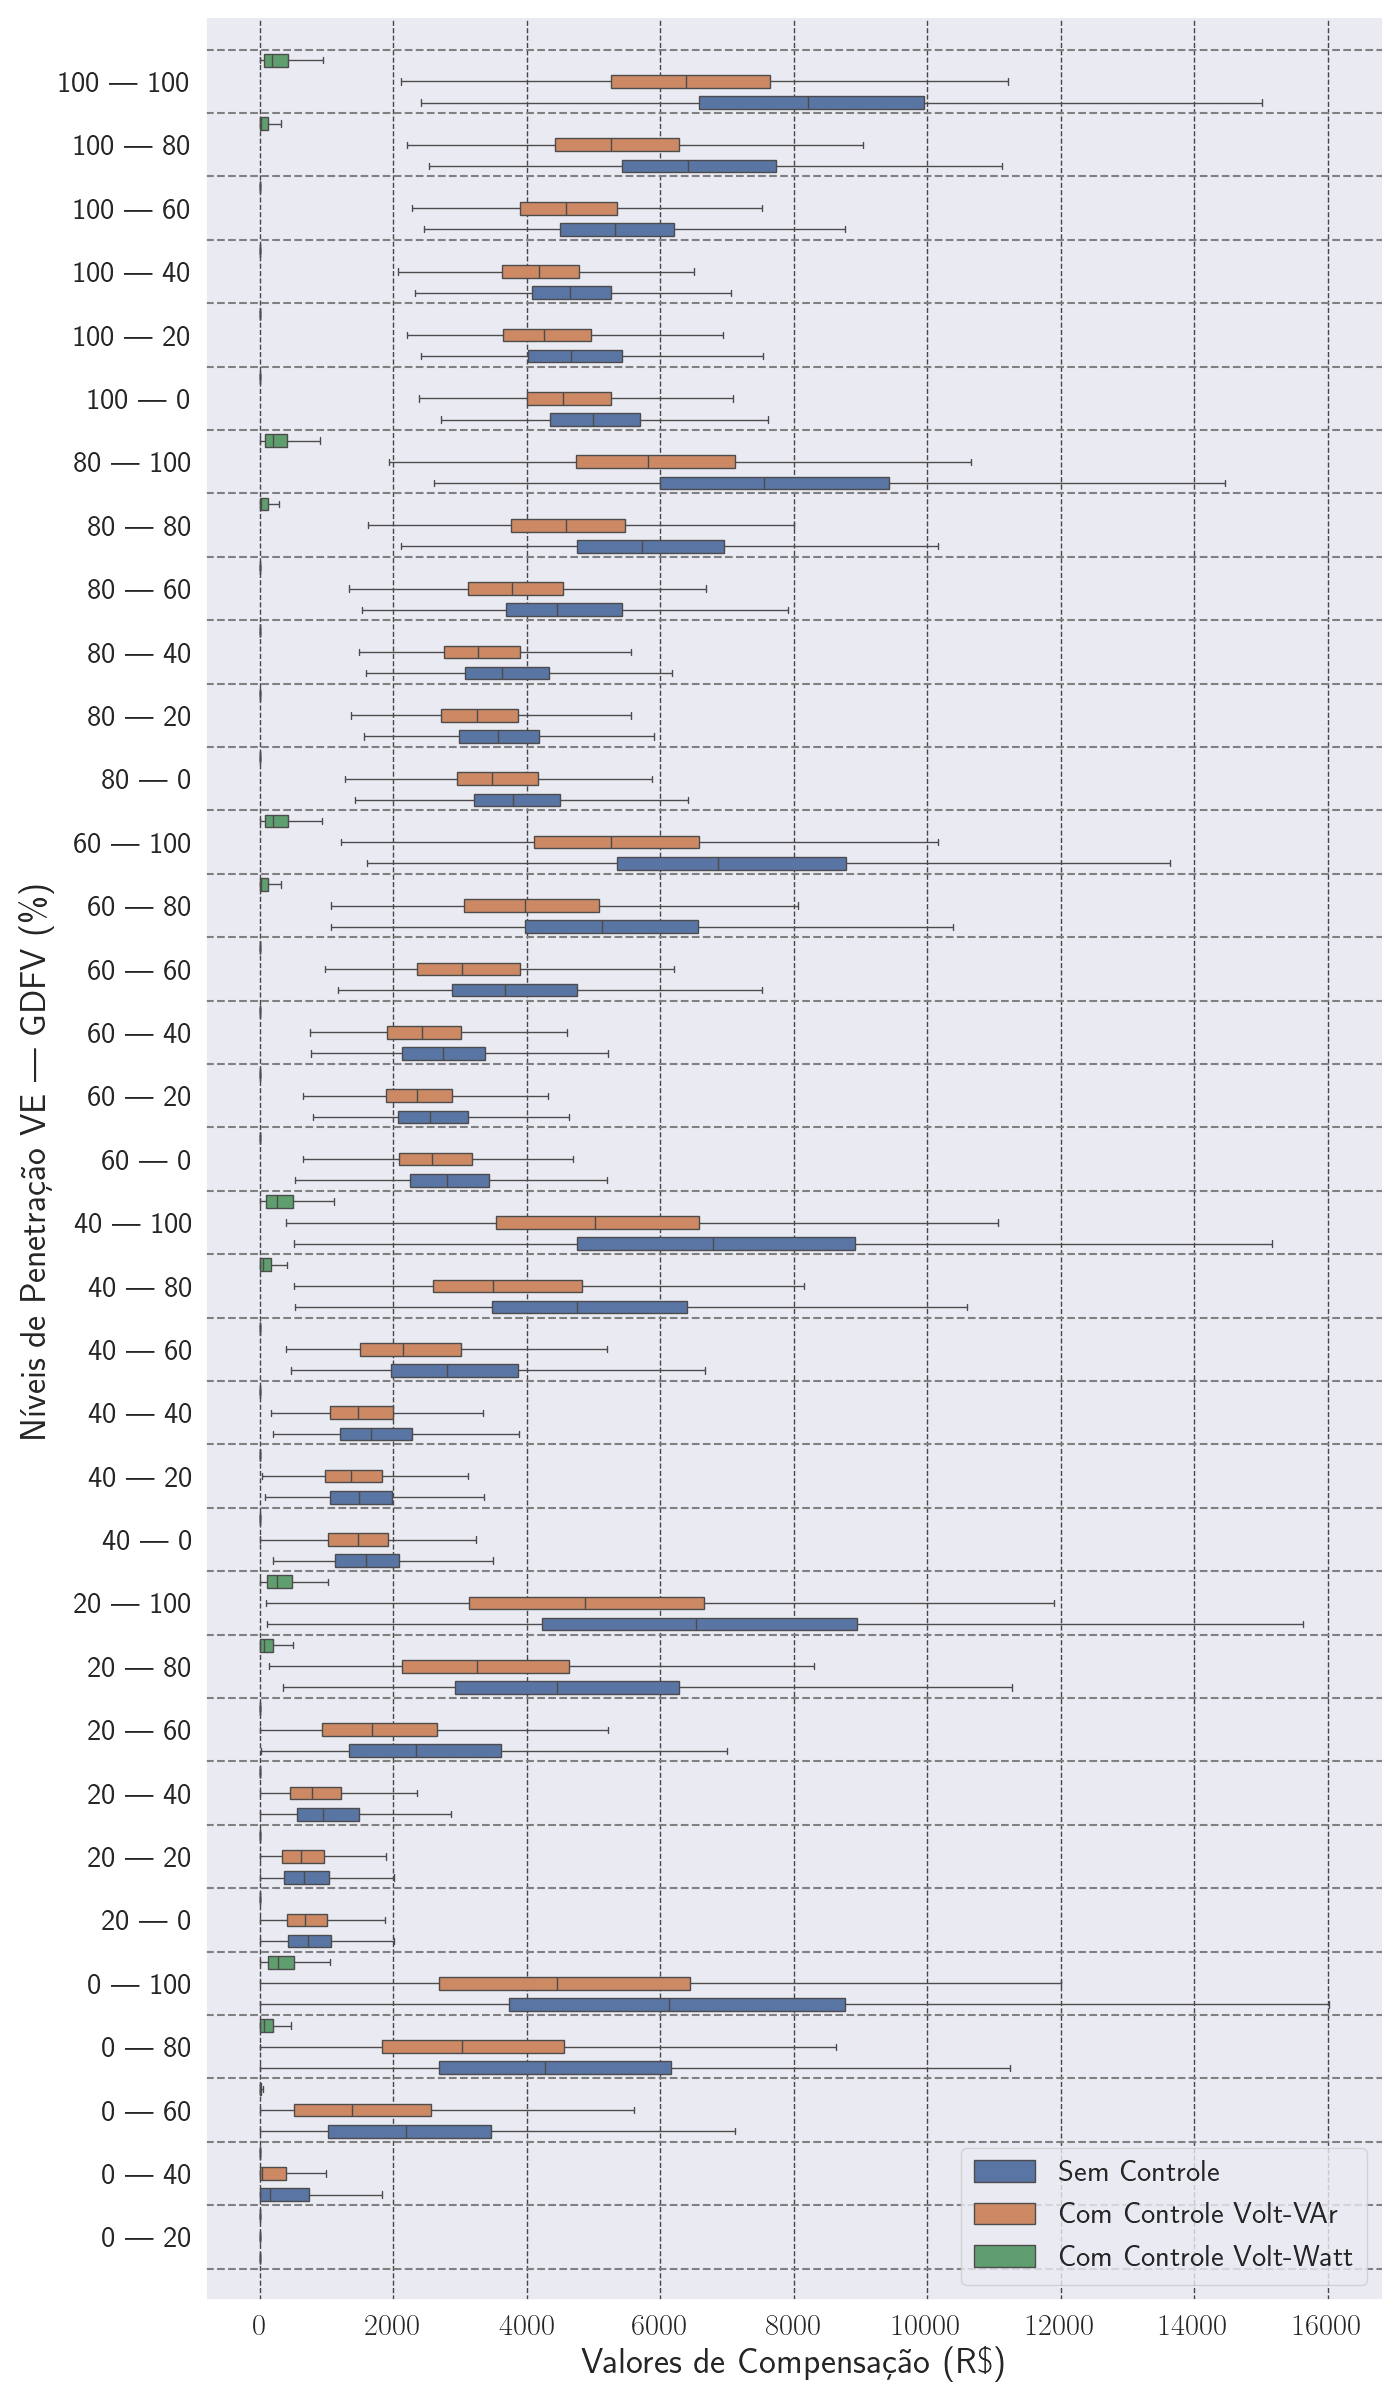 Níveis de Penetração VE — GDFV (%)
100 — 100
100 — 80
100 — 60
100 — 40
100 — 20
100 — 0
80 — 100
80 — 80
80 — 60
80 — 40
80 — 20
80 — 0
60 — 100
60 — 80
60 — 60
60 — 40
60 — 20
60 — 0
40 — 100
40 — 80
40 — 60
40 — 40
40 — 20
40 — 0
20 — 100
20 — 80
20 — 60
20 — 40
20 — 20
20 — 0
0 — 100
0 — 80
0 — 60
0 — 40
0 — 20
Sem Controle
Com Controle Volt-VAr
Com Controle Volt-Watt
0 2000 4000 6000 8000 10000 12000 14000 16000
Valores de Compensação (R$)